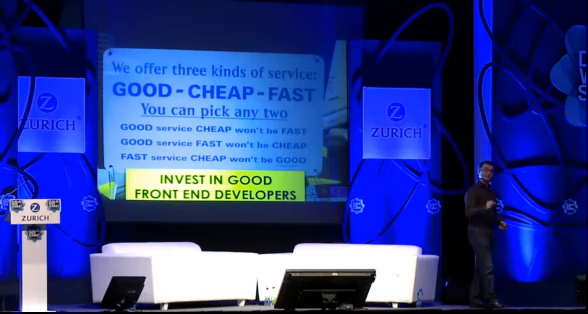 We offer three kinds of service:
GOOD - CHEAP - FAST
You can pick any two
GOOD service CHEAP won't be FAST
GOOD service FAST won't be CHEAP
FAST service CHEAP won't be GOOD
INVEST IN GOOD
FRONT END DEVELOPERS
ZURICH
ZURICH
ZURICH